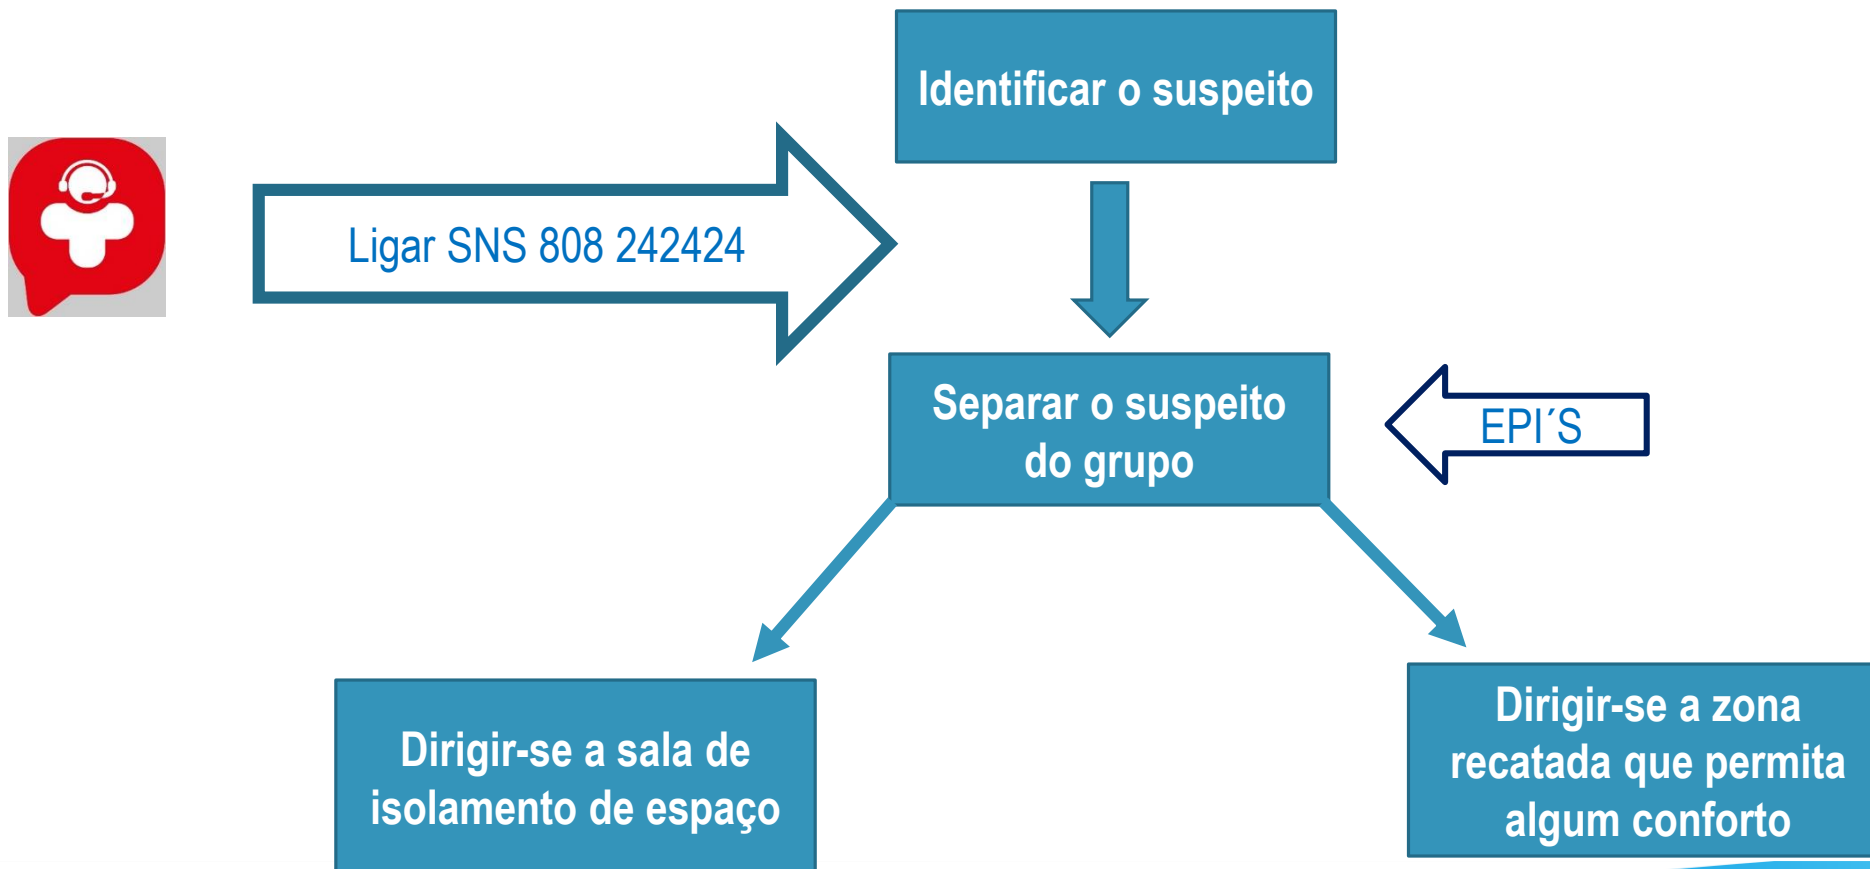 Identificar o suspeito
Ligar SNS 808 242424
Separar o suspeito
do grupo
EPI´S
Dirigir-se a sala de
isolamento de espaço
Dirigir-se a zona
recatada que permita
algum conforto